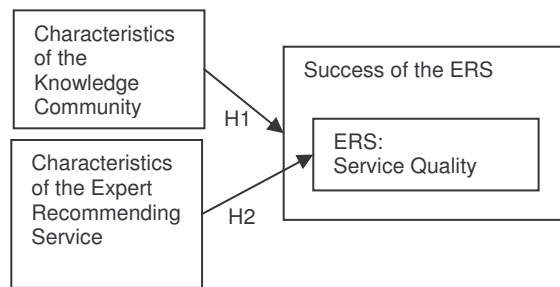 Characteristics
of the
Knowledge
Community
H1
Success of the ERS
ERS:
Service Quality
Characteristics
of the Expert
Recommending
Service
H2